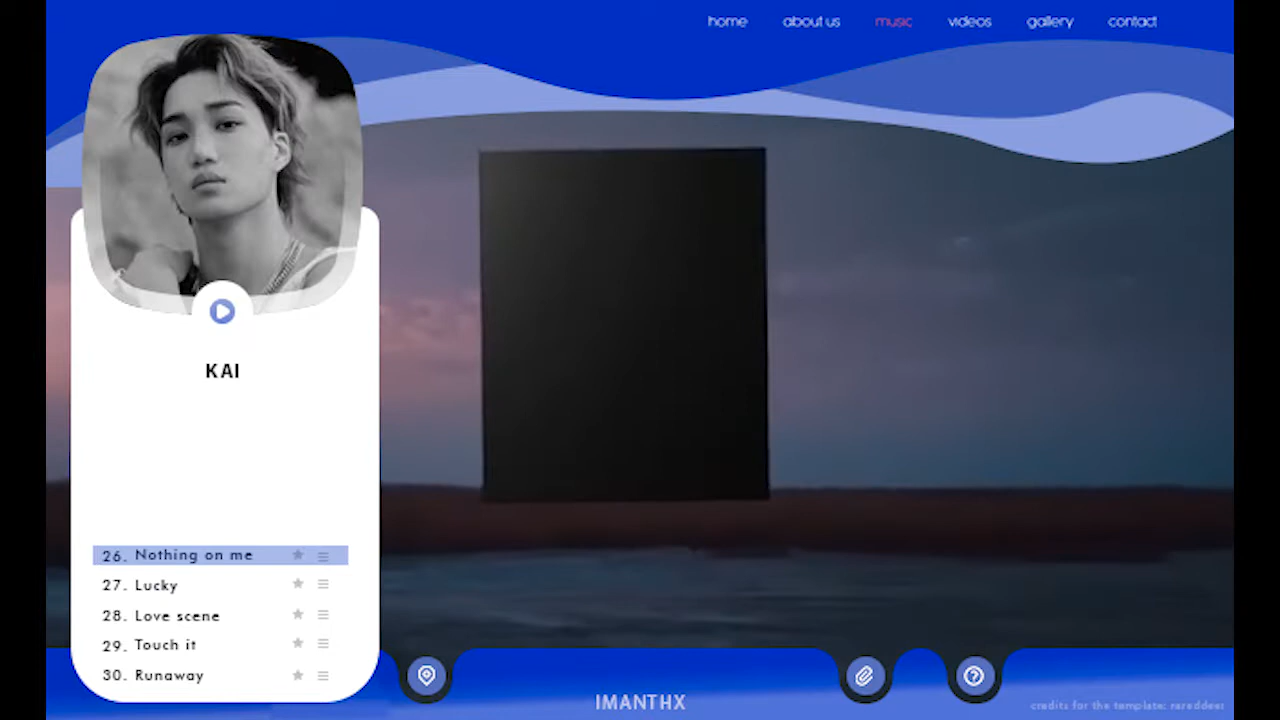 home about us music videos gallery contact
KAI
26. Nothing on me
27. Lucky
28. Love scene
29. Touch it
30. Runaway
IMANTHX
credits for the template: rareddeer